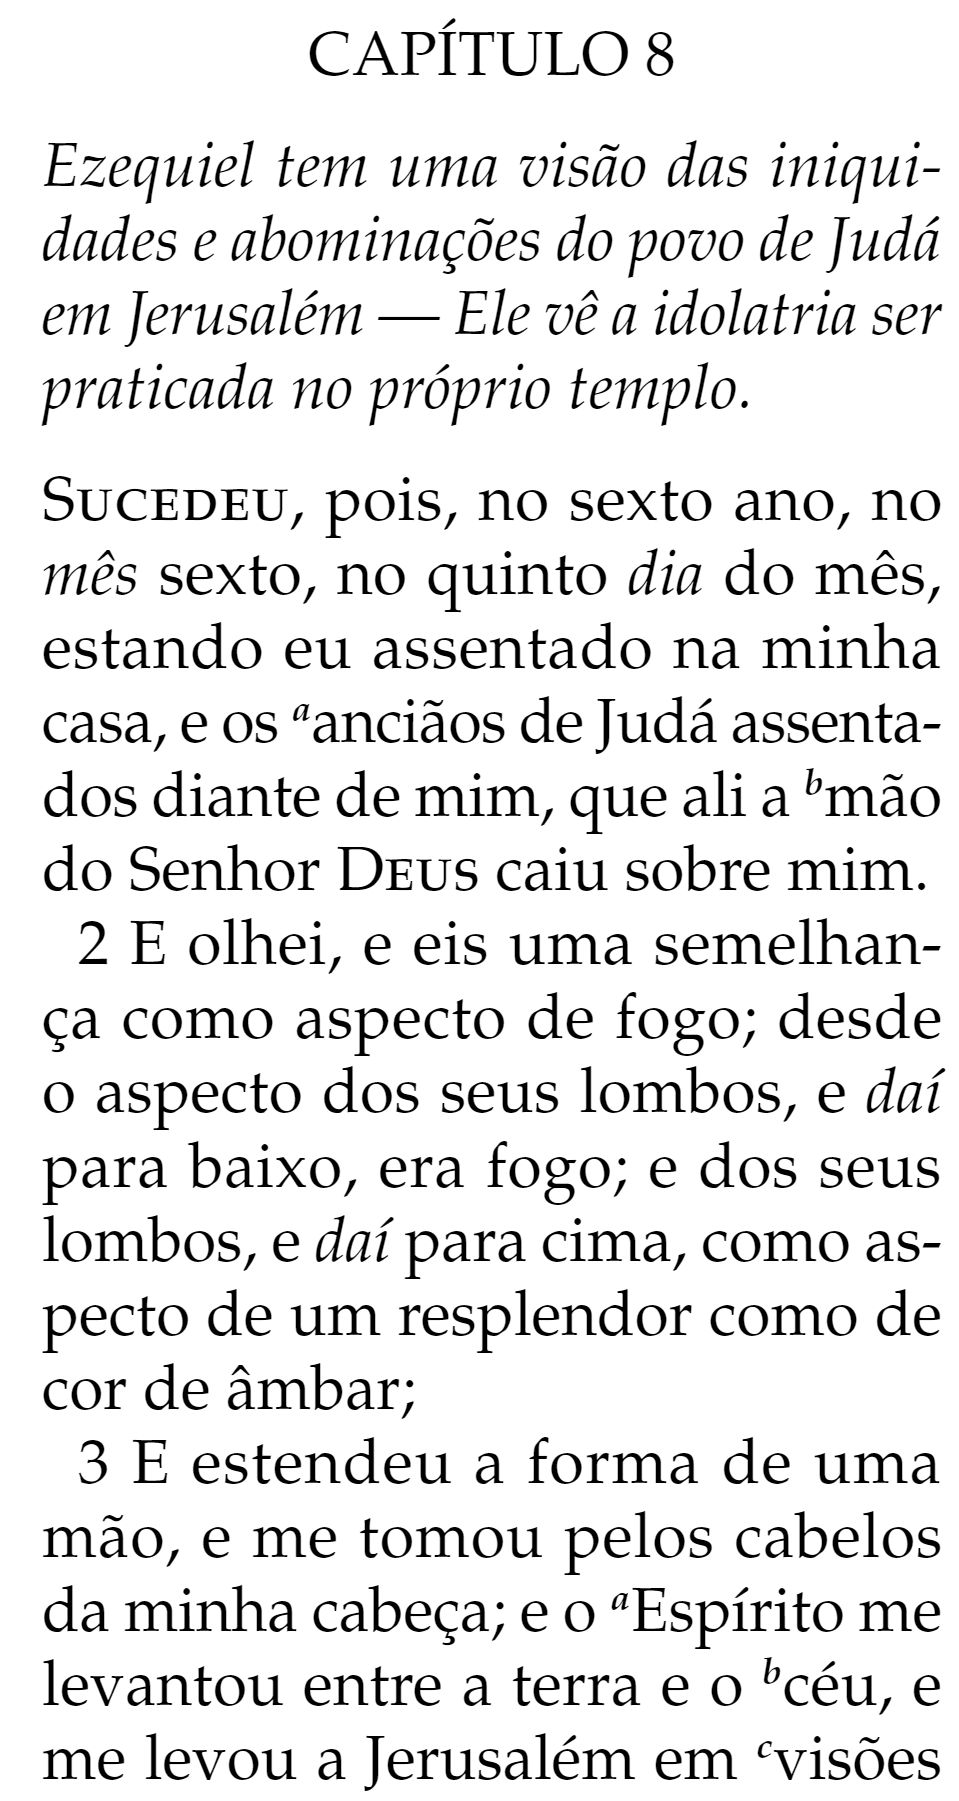 CAPÍTULO 8
Ezequiel tem uma visão das iniqui-
dades e abominações do povo de Judá
em Jerusalém — Ele vê a idolatria ser
praticada no próprio templo.
Sucedeu, pois, no sexto ano, no
mês sexto, no quinto dia do mês,
estando eu assentado na minha
casa, e os ᵃanciãos de Judá assenta-
dos diante de mim, que ali a ᵇmão
do Senhor Deus caiu sobre mim.
2 E olhei, e eis uma semelhan-
ça como aspecto de fogo; desde
o aspecto dos seus lombos, e daí
para baixo, era fogo; e dos seus
lombos, e daí para cima, como as-
pecto de um resplendor como de
cor de âmbar;
3 E estendeu a forma de uma
mão, e me tomou pelos cabelos
da minha cabeça; e o ᵃEspírito me
levantou entre a terra e o ᵇcéu, e
me levou a Jerusalém em ᶜvisões